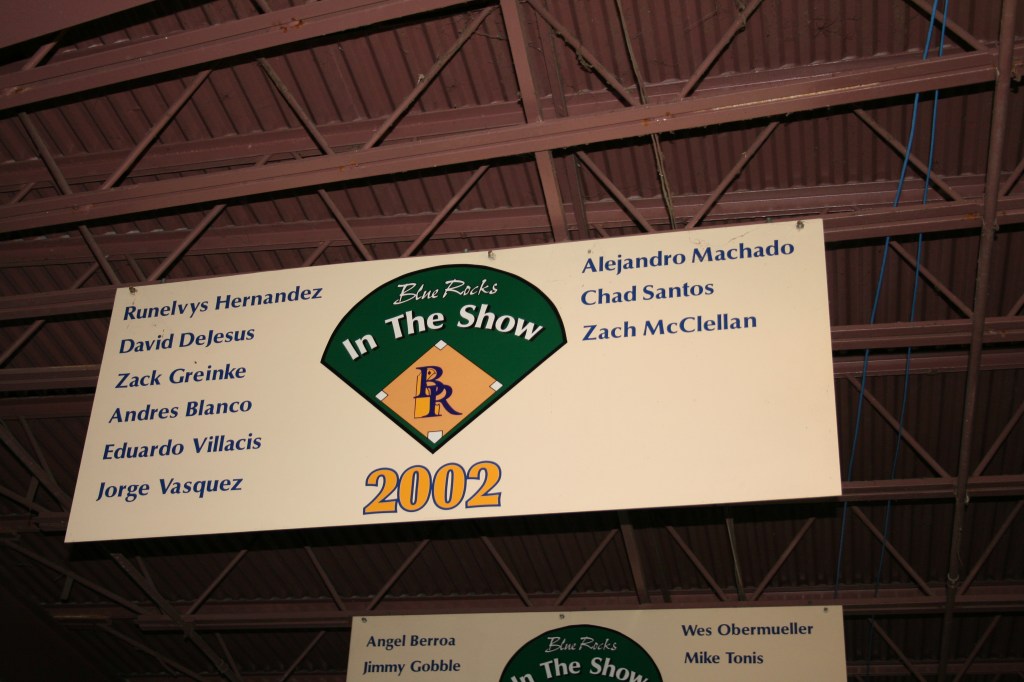 Runelvys Hernandez
David DeJesus
Zack Greinke
Andres Blanco
Eduardo Villacis
Jorge Vasquez
Blue Rocks
In The Show
BR
2002
Alejandro Machado
Chad Santos
Zach McClellan
Angel Berroa
Jimmy Gobble
Blue Rocks
In The Show
Wes Obermueller
Mike Tonis